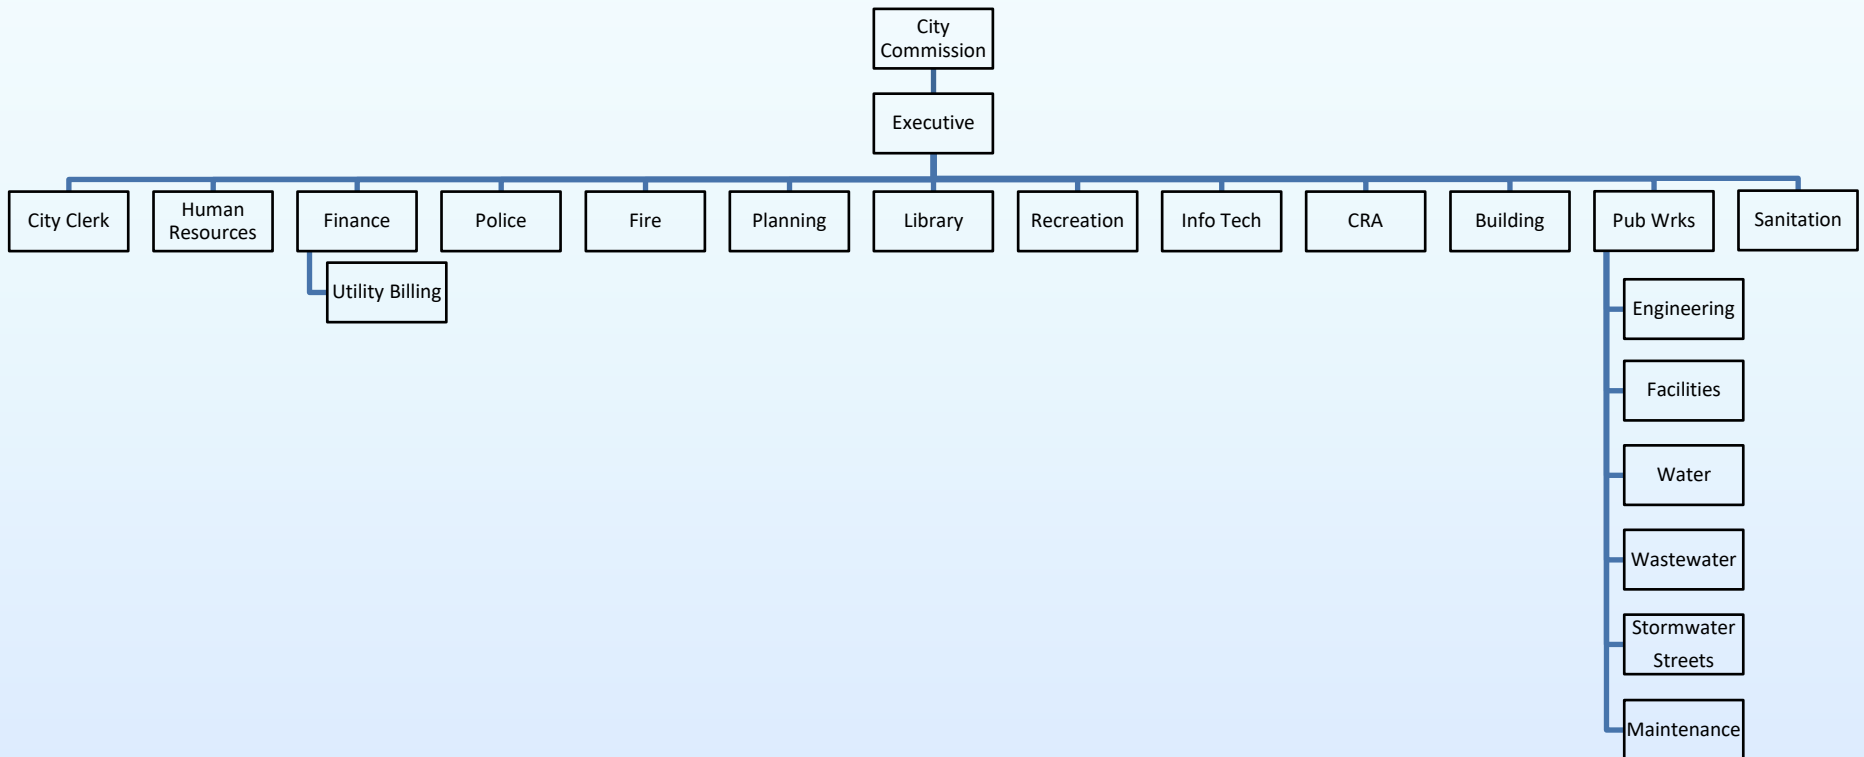 City
Commission
Executive
City Clerk
Human
Resources
Finance
Police
Fire
Planning
Library
Recreation
Info Tech
CRA
Building
Pub Wrks
Sanitation
Utility Billing
Engineering
Facilities
Water
Wastewater
Stormwater
Streets
Maintenance